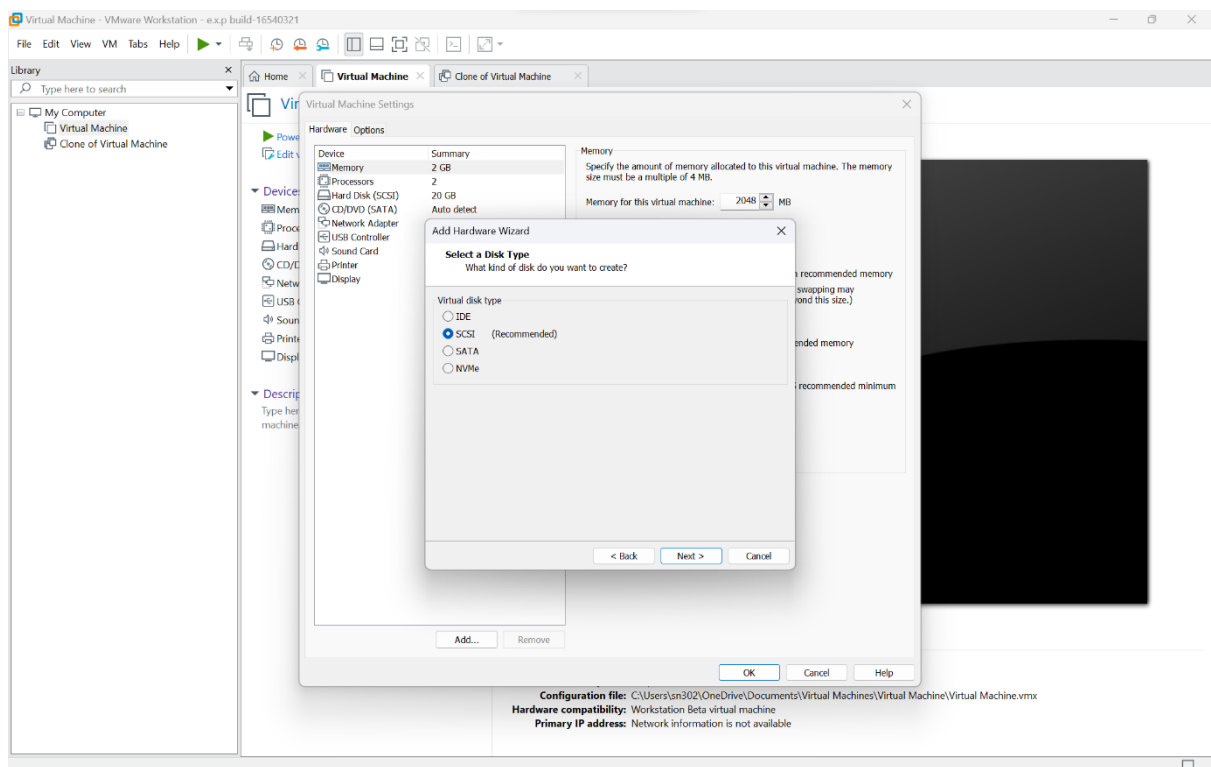 Virtual Machine - VMware Workstation - e.x.p build-16540321
File Edit View VM Tabs Help
Library
Type here to search
My Computer
Virtual Machine
Clone of Virtual Machine
Home
Virtual Machine
Clone of Virtual Machine
Vir
Powe
Edit v
Device
Mem
Proce
Hard
CD/D
Netw
USB
Soun
Printe
Displ
Descrip
Type her
machine
Virtual Machine Settings
Hardware Options
Device Summary
Memory 2 GB
Processors 2
Hard Disk (SCSI) 20 GB
CD/DVD (SATA) Auto detect
Network Adapter
USB Controller
Sound Card
Printer
Display
Memory
Specify the amount of memory allocated to this virtual machine. The memory
size must be a multiple of 4 MB.
Memory for this virtual machine: 2048 MB
recommended memory
swapping may
ond this size.)
ended memory
recommended minimum
Add Hardware Wizard
Select a Disk Type
What kind of disk do you want to create?
Virtual disk type
IDE
SCSI (Recommended)
SATA
NVMe
< Back Next > Cancel
Add... Remove
OK Cancel Help
Configuration file: C:\Users\sn302\OneDrive\Documents\Virtual Machines\Virtual Machine\Virtual Machine.vmx
Hardware compatibility: Workstation Beta virtual machine
Primary IP address: Network information is not available